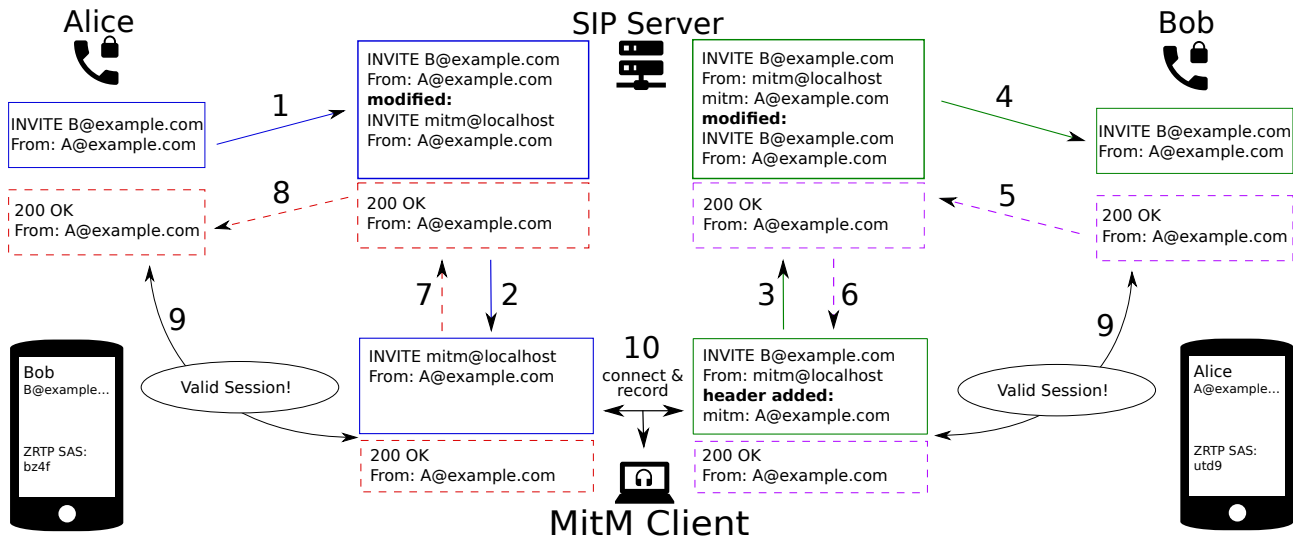 Alice
SIP Server
Bob
INVITE B@example.com
From: A@example.com
1
INVITE B@example.com
From: A@example.com
modified:
INVITE mitm@localhost
From: A@example.com
INVITE B@example.com
From: mitm@localhost
mitm: A@example.com
modified:
INVITE B@example.com
From: A@example.com
4
INVITE B@example.com
From: A@example.com
200 OK
From: A@example.com
8
200 OK
From: A@example.com
200 OK
From: A@example.com
5
200 OK
From: A@example.com
7
2
3
6
9
9
Bob
B@example...
ZRTP SAS:
bz4f
Valid Session!
INVITE mitm@localhost
From: A@example.com
10
connect &
record
INVITE B@example.com
From: mitm@localhost
header added:
mitm: A@example.com
Valid Session!
Alice
A@example...
ZRTP SAS:
utd9
200 OK
From: A@example.com
200 OK
From: A@example.com
MitM Client